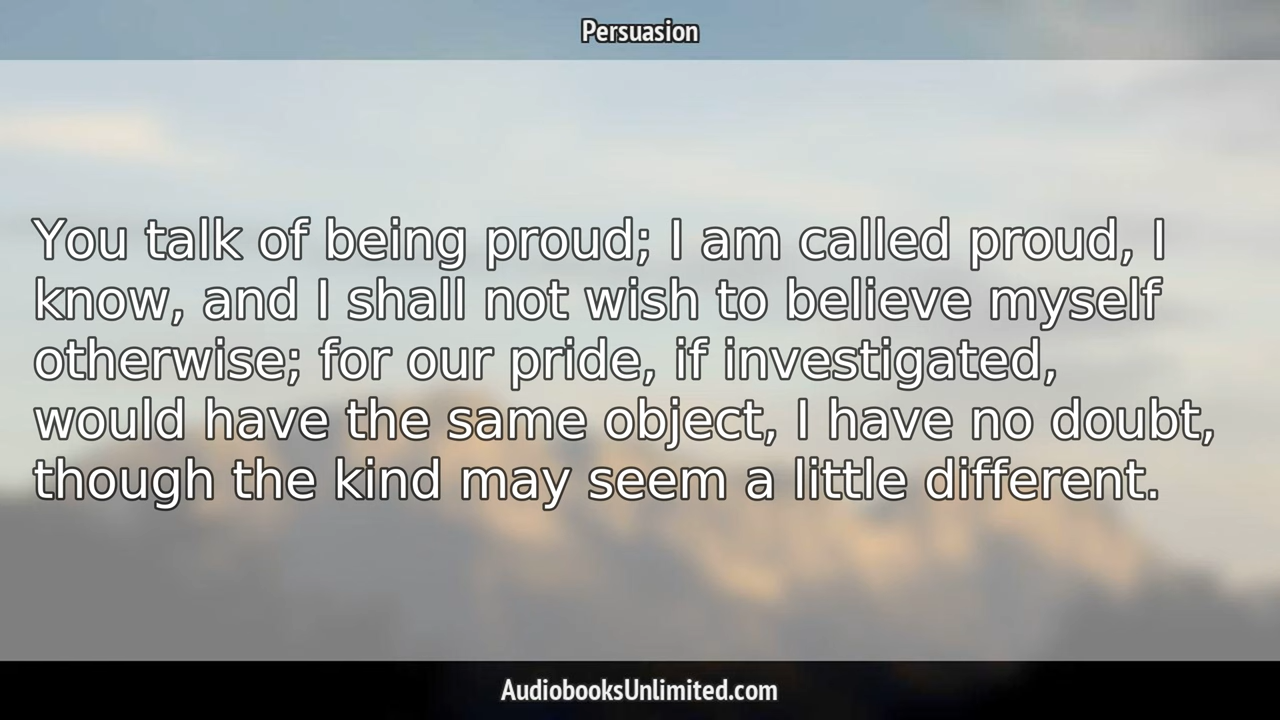 Persuasion
You talk of being proud; I am called proud, I
know, and I shall not wish to believe myself
otherwise; for our pride, if investigated,
would have the same object, I have no doubt,
though the kind may seem a little different.
AudiobooksUnlimited.com